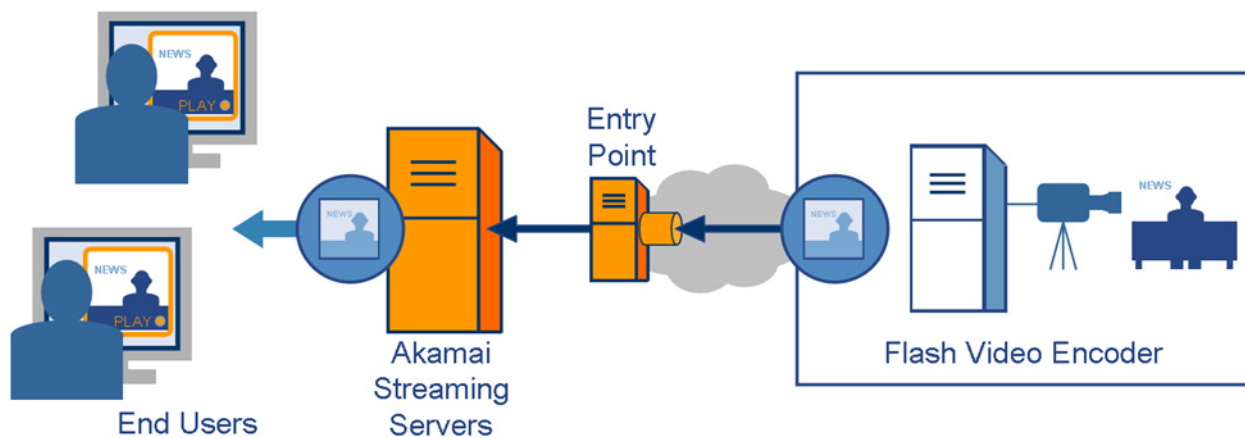 NEWS
PLAY
NEWS
PLAY
End Users
NEWS
Akamai
Streaming
Servers
Entry
Point
NEWS
NEWS
Flash Video Encoder